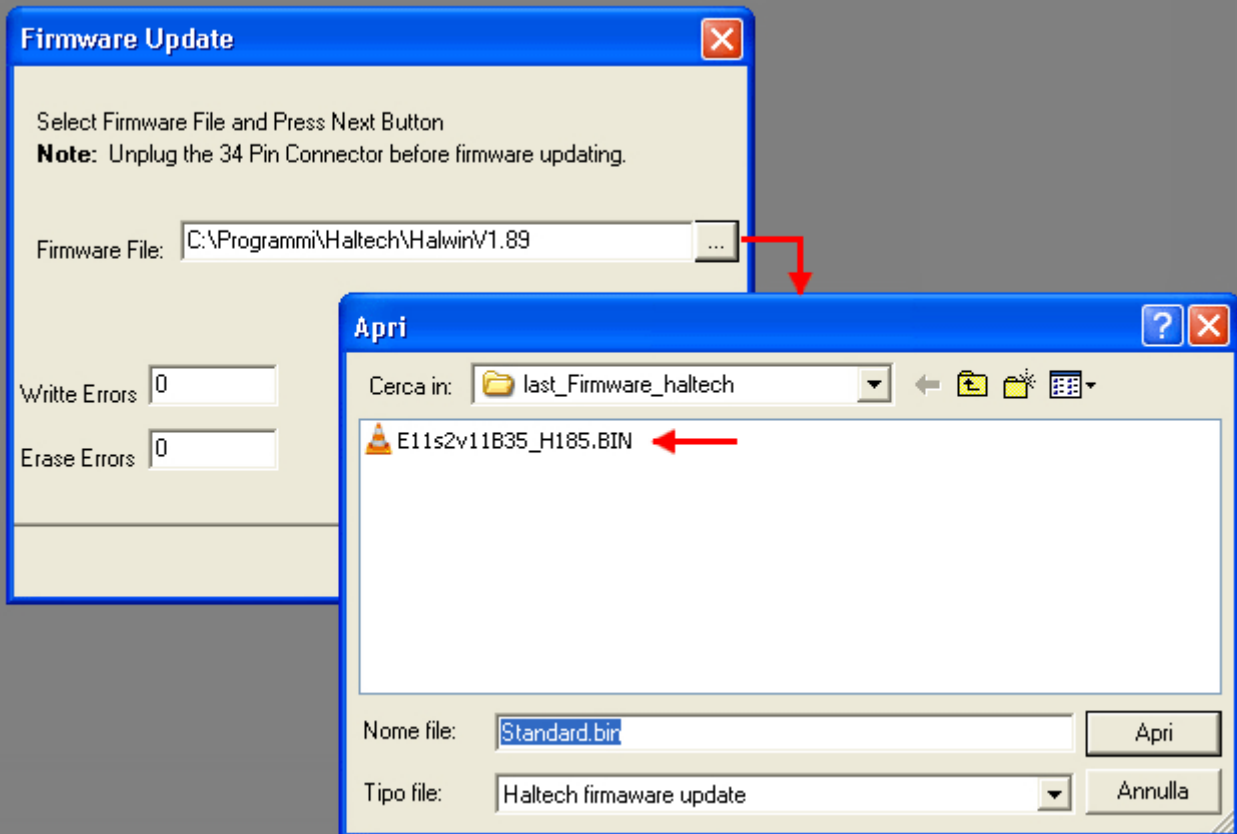 Firmware Update
Select Firmware File and Press Next Button
Note: Unplug the 34 Pin Connector before firmware updating.
Firmware File: C:\Programmi\Haltech\HalwinV1.89 ...
Writte Errors 0
Erase Errors 0
Apri
Cerca in: last_Firmware_haltech
E11s2v11B35_H185.BIN
Nome file: Standard.bin Apri
Tipo file: Haltech firmaware update Annulla